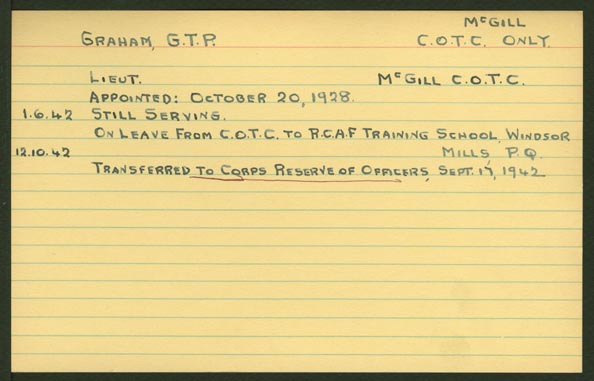 McGILL
GRAHAM, G.T.P. C.O.T.C. ONLY.
LIEUT. McGILL C.O.T.C.
APPOINTED: OCTOBER 20, 1928.
1.6.42 STILL SERVING.
ON LEAVE FROM C.O.T.C. TO R.C.A.F TRAINING SCHOOL, WINDSOR
12.10.42 MILLS, P.Q.
TRANSFERRED TO CORPS RESERVE OF OFFICERS, SEPT. 17, 1942